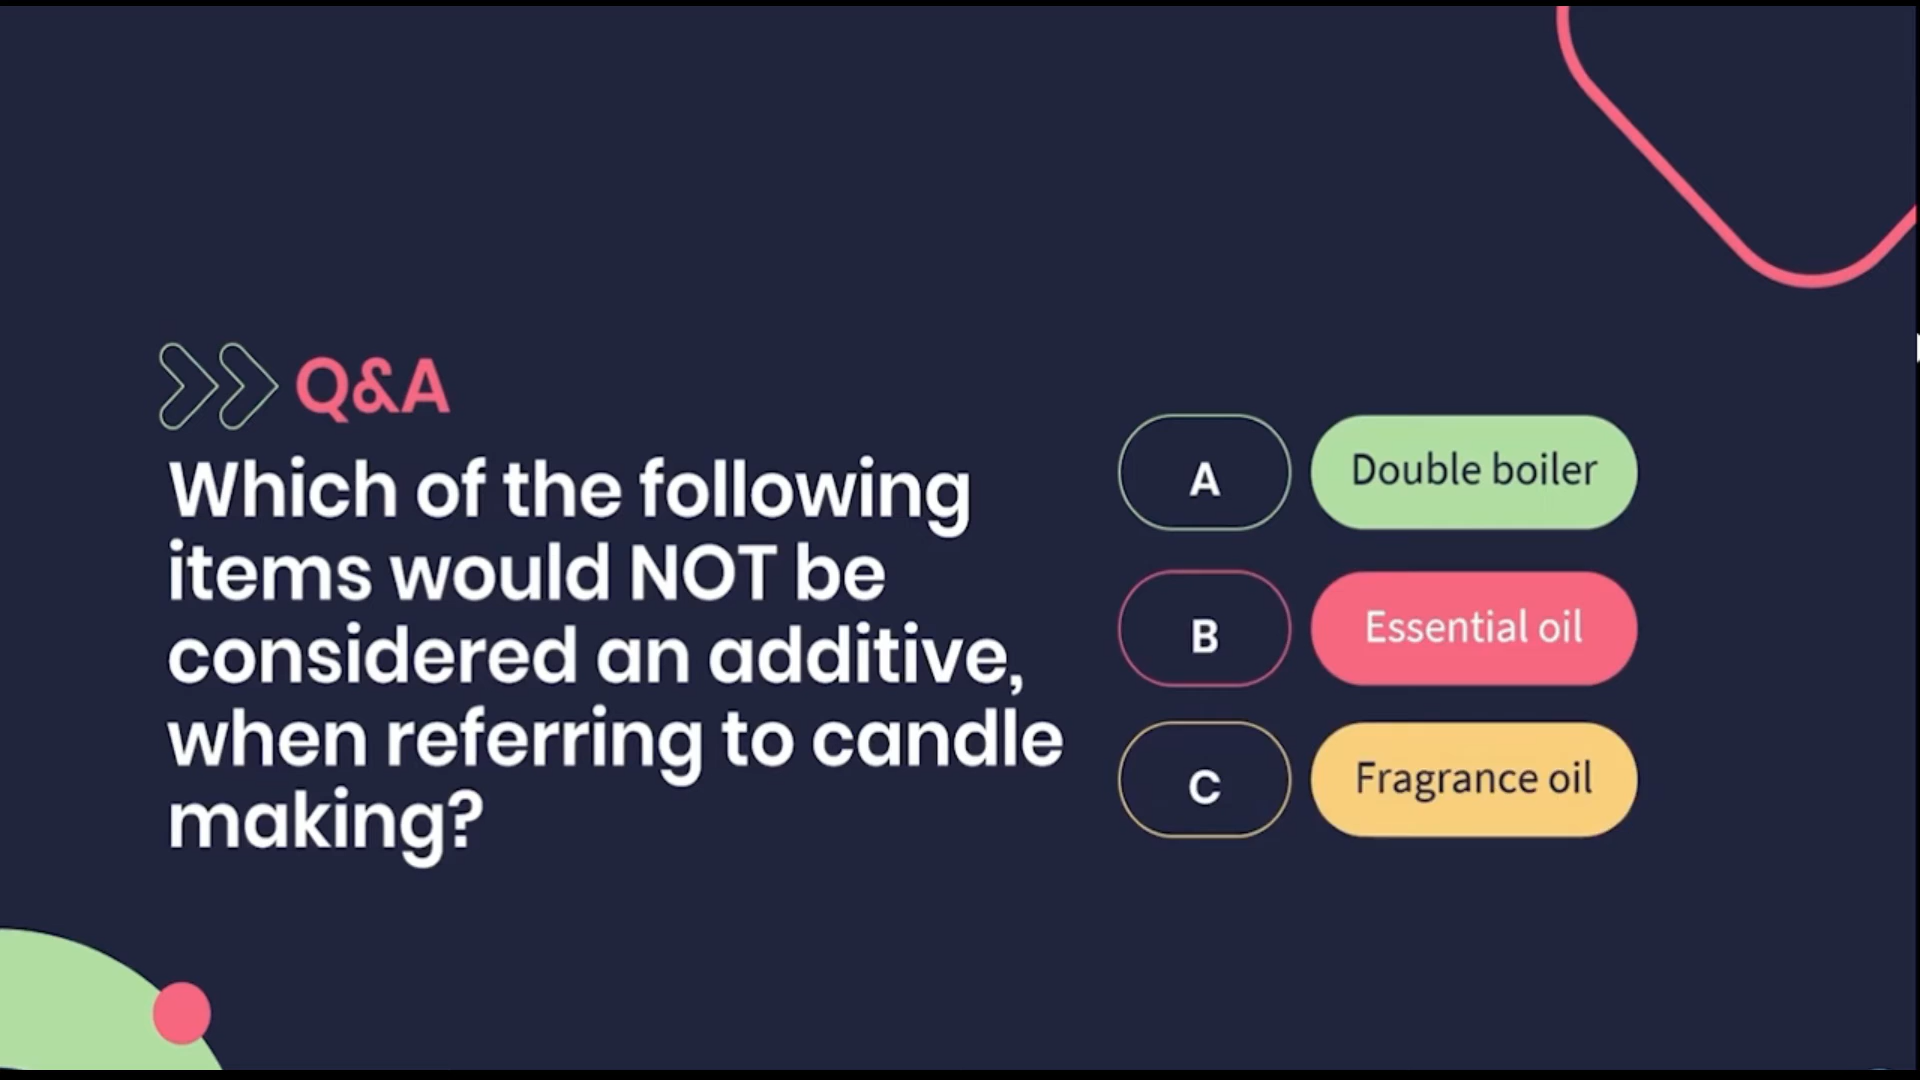 Q&A
Which of the following
items would NOT be
considered an additive,
when referring to candle
making?
A Double boiler
B Essential oil
C Fragrance oil